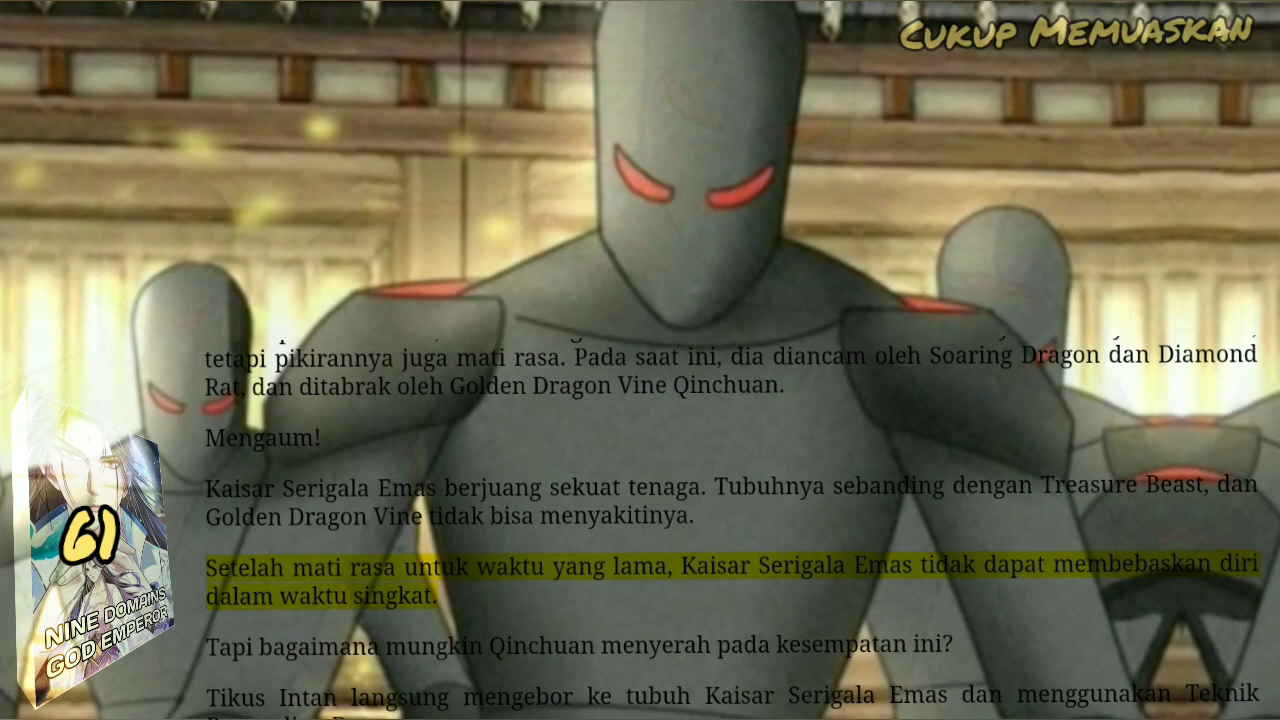 Cukup Memuaskan
tetapi pikirannya juga mati rasa. Pada saat ini, dia diancam oleh Soaring Dragon dan Diamond
Rat, dan ditabrak oleh Golden Dragon Vine Qinchuan.
Mengaum!
Kaisar Serigala Emas berjuang sekuat tenaga. Tubuhnya sebanding dengan Treasure Beast, dan
Golden Dragon Vine tidak bisa menyakitinya.
Setelah mati rasa untuk waktu yang lama, Kaisar Serigala Emas tidak dapat membebaskan diri
dalam waktu singkat.
Tapi bagaimana mungkin Qinchuan menyerah pada kesempatan ini?
Tikus Intan langsung mengebor ke tubuh Kaisar Serigala Emas dan menggunakan Teknik
61
NINE DOMAINS
GOD EMPEROR